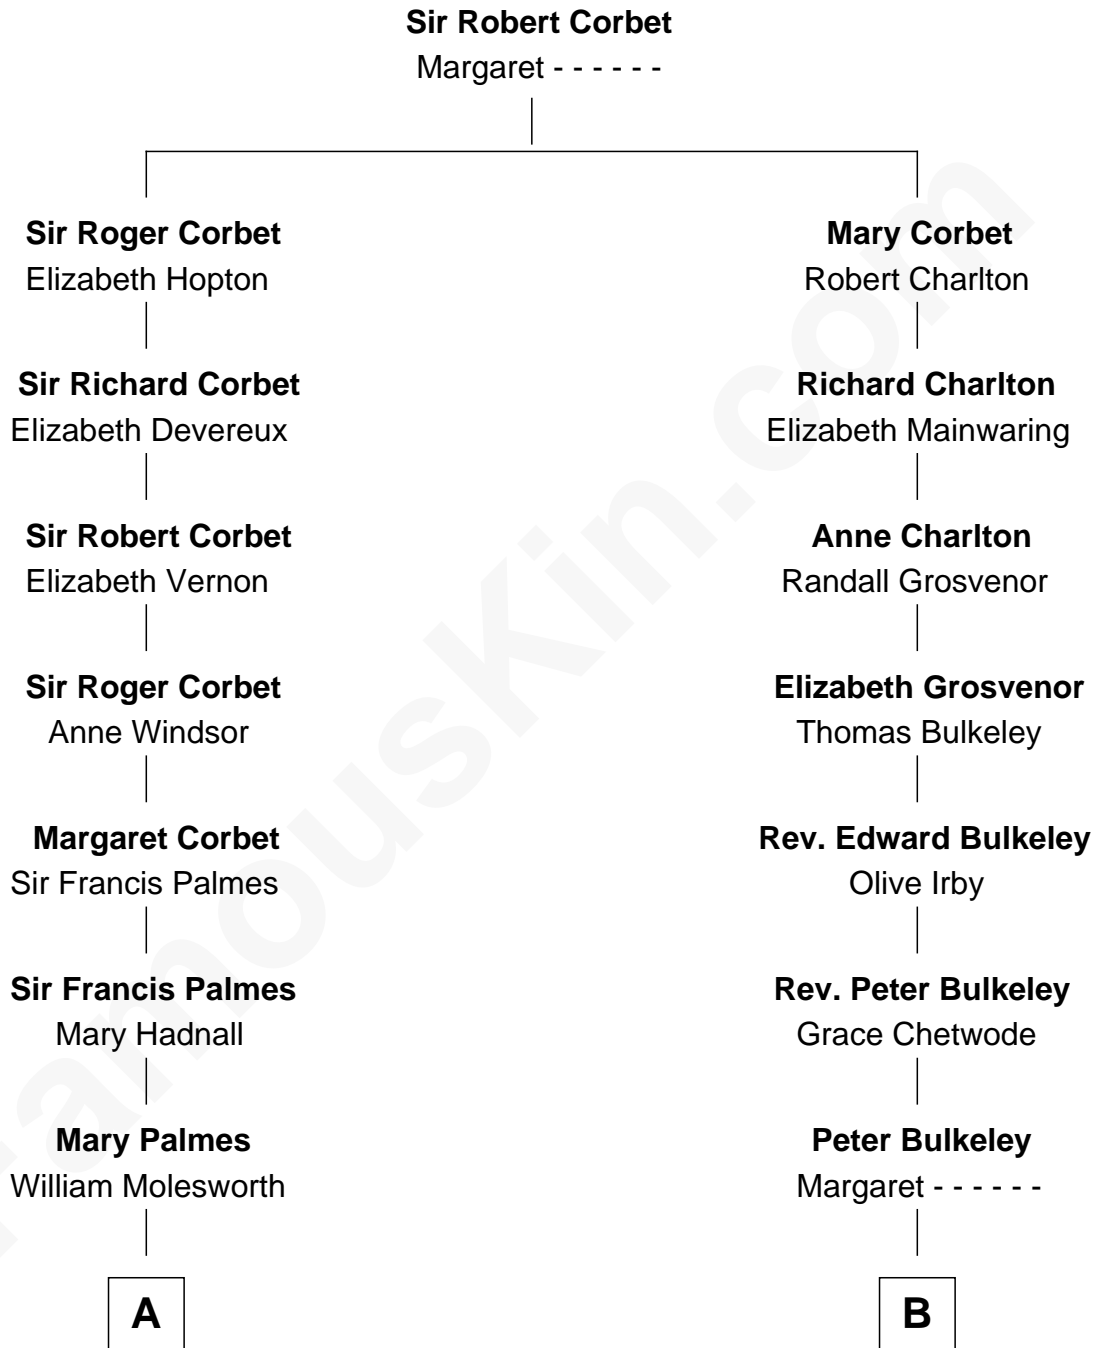 Sir Robert Corbet
Margaret - - - - - -
Sir Roger Corbet
Elizabeth Hopton
Mary Corbet
Robert Charlton
Sir Richard Corbet
Elizabeth Devereux
Richard Charlton
Elizabeth Mainwaring
Sir Robert Corbet
Elizabeth Vernon
Anne Charlton
Randall Grosvenor
Sir Roger Corbet
Anne Windsor
Elizabeth Grosvenor
Thomas Bulkeley
Margaret Corbet
Sir Francis Palmes
Rev. Edward Bulkeley
Olive Irby
Sir Francis Palmes
Mary Hadnall
Rev. Peter Bulkeley
Grace Chetwode
Mary Palmes
William Molesworth
Peter Bulkeley
Margaret - - - - - -
A
B
FamousKin.com